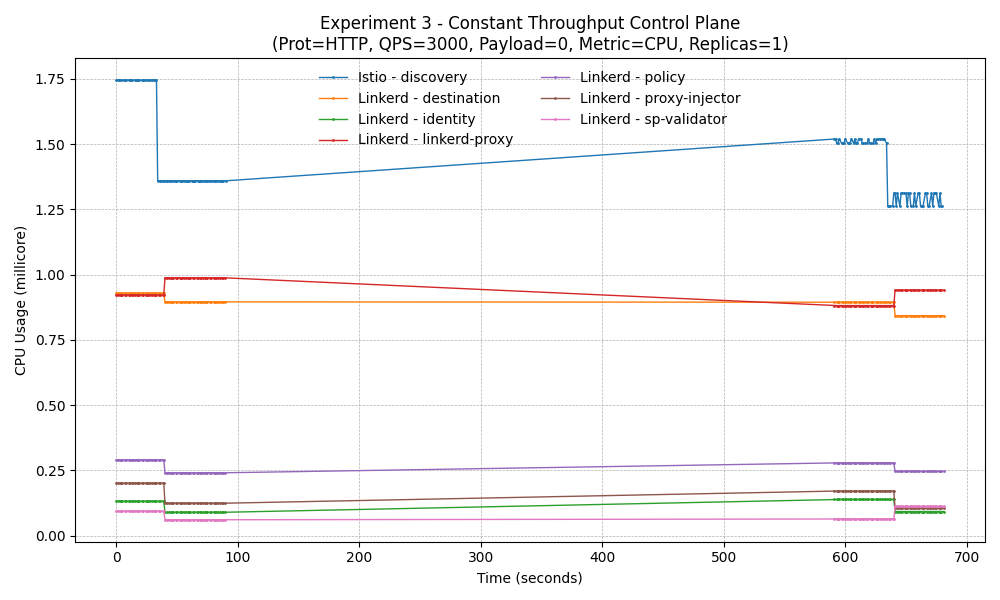 Experiment 3 - Constant Throughput Control Plane
(Prot=HTTP, QPS=3000, Payload=0, Metric=CPU, Replicas=1)
Istio - discovery
Linkerd - destination
Linkerd - identity
Linkerd - linkerd-proxy
Linkerd - policy
Linkerd - proxy-injector
Linkerd - sp-validator
CPU Usage (millicore)
1.75
1.50
1.25
1.00
0.75
0.50
0.25
0.00
0 100 200 300 400 500 600 700
Time (seconds)